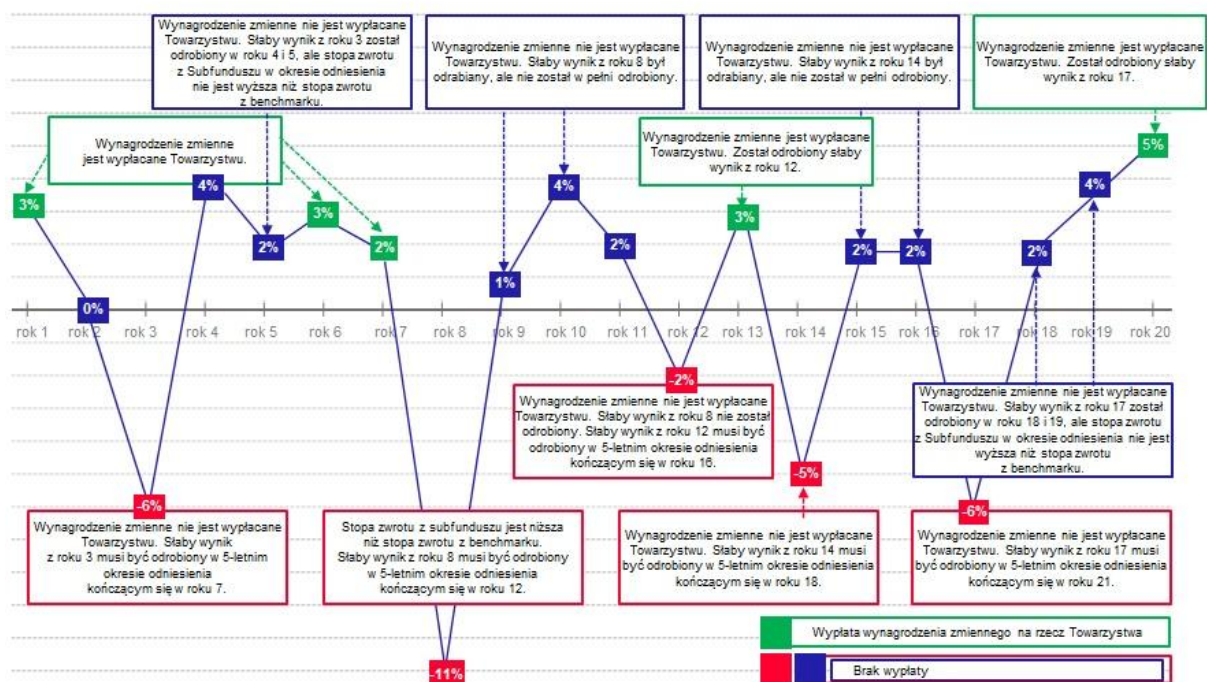 Wynagrodzenie zmienne nie jest wypłacane
Towarzystwu. Słaby wynik z roku 3 został
odrobiony w roku 4 i 5, ale stopa zwrotu
z Subfunduszu w okresie odniesienia
nie jest wyższa niż stopa zwrotu
z benchmarku.
Wynagrodzenie zmienne nie jest wypłacane
Towarzystwu. Słaby wynik z roku 8 był
odrabiany, ale nie został w pełni odrobiony.
Wynagrodzenie zmienne nie jest wypłacane
Towarzystwu. Słaby wynik z roku 14 był
odrabiany, ale nie został w pełni odrobiony.
Wynagrodzenie zmienne jest wypłacane
Towarzystwu. Został odrobiony słaby
wynik z roku 17.
Wynagrodzenie zmienne
jest wypłacane Towarzystwu.
Wynagrodzenie zmienne jest wypłacane
Towarzystwu. Został odrobiony słaby
wynik z roku 12.
3%
0%
-6%
4%
2%
3%
2%
-11%
1%
4%
2%
-2%
3%
-5%
2%
2%
-6%
2%
4%
5%
rok 1
rok 2
rok 3
rok 4
rok 5
rok 6
rok 7
rok 8
rok 9
rok 10
rok 11
rok 12
rok 13
rok 14
rok 15
rok 16
rok 17
rok 18
rok 19
rok 20
Wynagrodzenie zmienne nie jest wypłacane
Towarzystwu. Słaby wynik z roku 8 nie został
odrobiony. Słaby wynik z roku 12 musi być
odrobiony w 5-letnim okresie odniesienia
kończącym się w roku 16.
Wynagrodzenie zmienne nie jest wypłacane
Towarzystwu. Słaby wynik z roku 17 został
odrobiony w roku 18 i 19, ale stopa zwrotu
z Subfunduszu w okresie odniesienia nie jest
wyższa niż stopa zwrotu
z benchmarku.
Wynagrodzenie zmienne nie jest wypłacane
Towarzystwu. Słaby wynik
z roku 3 musi być odrobiony w 5-letnim
okresie odniesienia
kończącym się w roku 7.
Stopa zwrotu z subfunduszu jest niższa
niż stopa zwrotu z benchmarku.
Słaby wynik z roku 8 musi być odrobiony
w 5-letnim okresie odniesienia
kończącym się w roku 12.
Wynagrodzenie zmienne nie jest wypłacane
Towarzystwu. Słaby wynik z roku 14 musi
być odrobiony w 5-letnim okresie odniesienia
kończącym się w roku 18.
Wynagrodzenie zmienne nie jest wypłacane
Towarzystwu. Słaby wynik z roku 17 musi
być odrobiony w 5-letnim okresie odniesienia
kończącym się w roku 21.
Wypłata wynagrodzenia zmiennego na rzecz Towarzystwa
Brak wypłaty